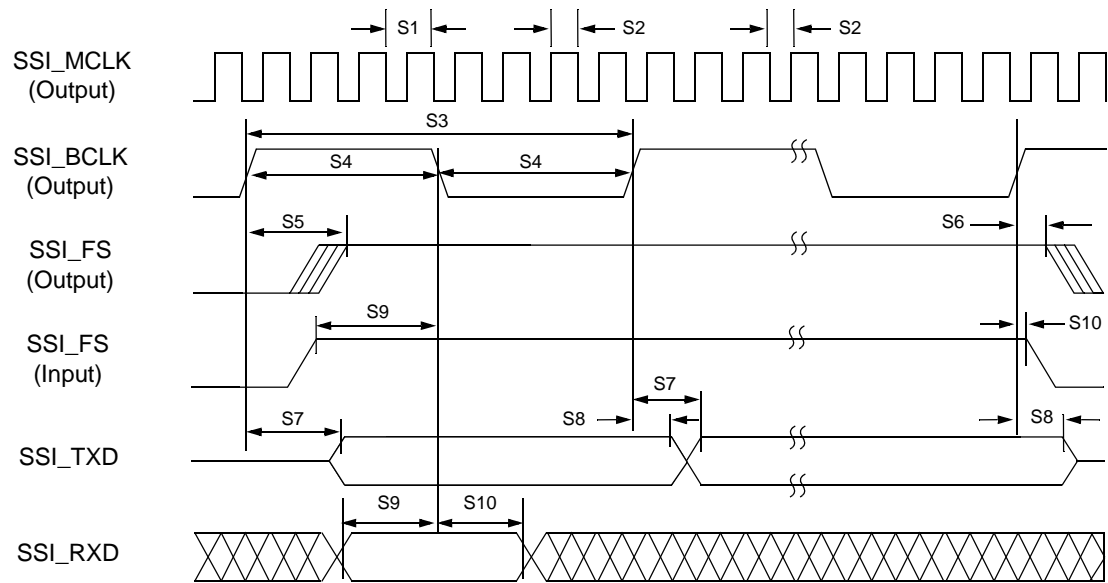 S1
S2
S2
SSI_MCLK
(Output)
S3
SSI_BCLK
(Output)
S4
S4
S5
S6
SSI_FS
(Output)
S9
S10
SSI_FS
(Input)
S7
S7
S8
S8
SSI_TXD
S9
S10
SSI_RXD